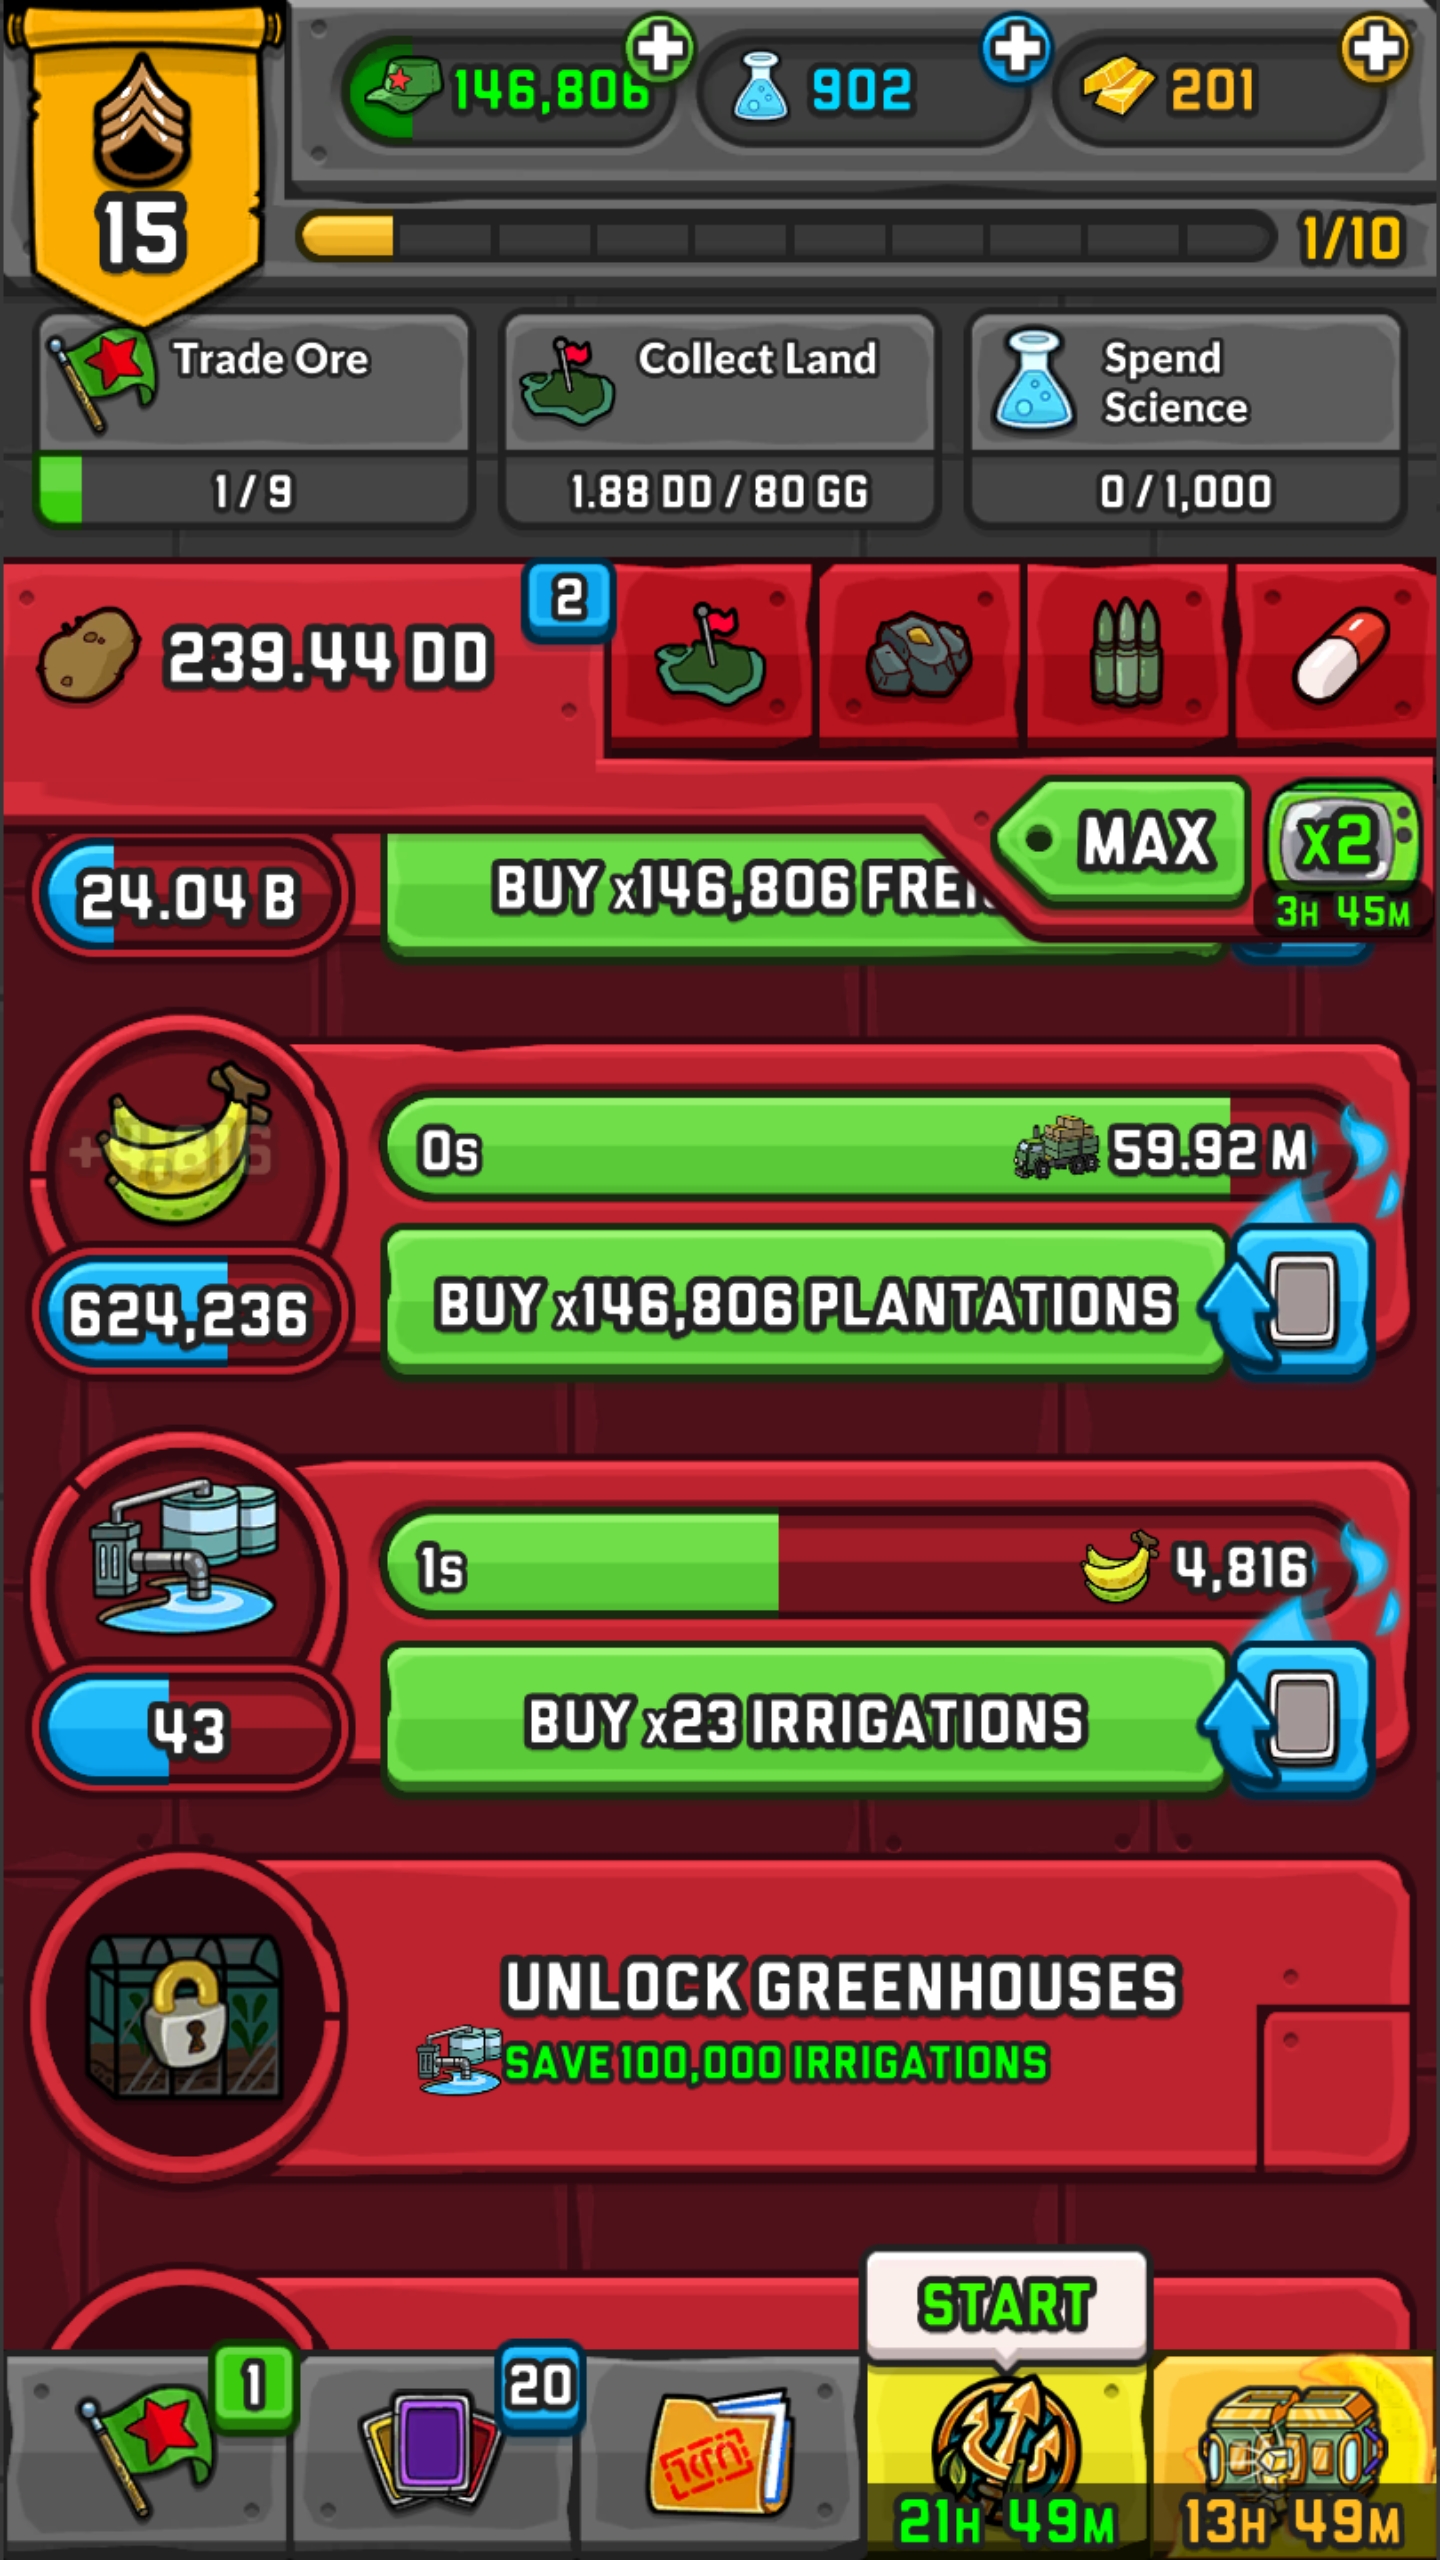 146,806
902
201
15
1/10
Trade Ore
Collect Land
Spend
Science
1/9
1.88 DD / 80 GG
0/1,000
239.44 DD
2
MAX
x2
3H 45M
24.04 B
BUY x146,806
+4,816
0s
59.92 M
624,236
BUY x146,806 PLANTATIONS
1s
4,816
43
BUY x23 IRRIGATIONS
UNLOCK GREENHOUSES
SAVE 100,000 IRRIGATIONS
START
1
20
21H 49M
13H 49M